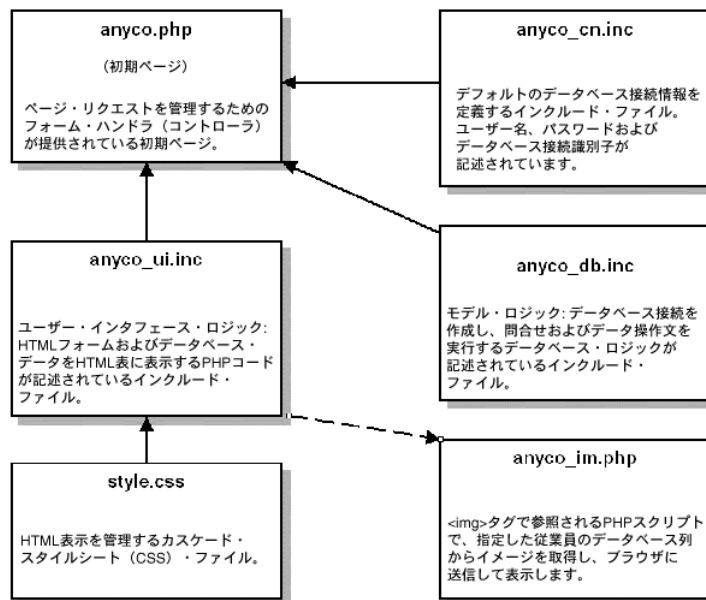 anyco.php
（初期ページ）
ページ・リクエストを管理するための
フォーム・ハンドラ（コントローラ）
が提供されている初期ページ。
anyco_cn.inc
デフォルトのデータベース接続情報を
定義するインクルード・ファイル。
ユーザー名、パスワードおよび
データベース接続識別子が
記述されています。
anyco_ui.inc
ユーザー・インタフェース・ロジック:
HTMLフォームおよびデータベース・
データをHTML表に表示するPHPコード
が記述されているインクルード・
ファイル。
anyco_db.inc
モデル・ロジック: データベース接続を
作成し、問合せおよびデータ操作文を
実行するデータベース・ロジックが
記述されているインクルード・
ファイル。
style.css
HTML表示を管理するカスケード・
スタイルシート（CSS）・ファイル。
anyco_im.php
<img>タグで参照されるPHPスクリプト
で、指定した従業員のデータベース列
からイメージを取得し、ブラウザに
送信して表示します。